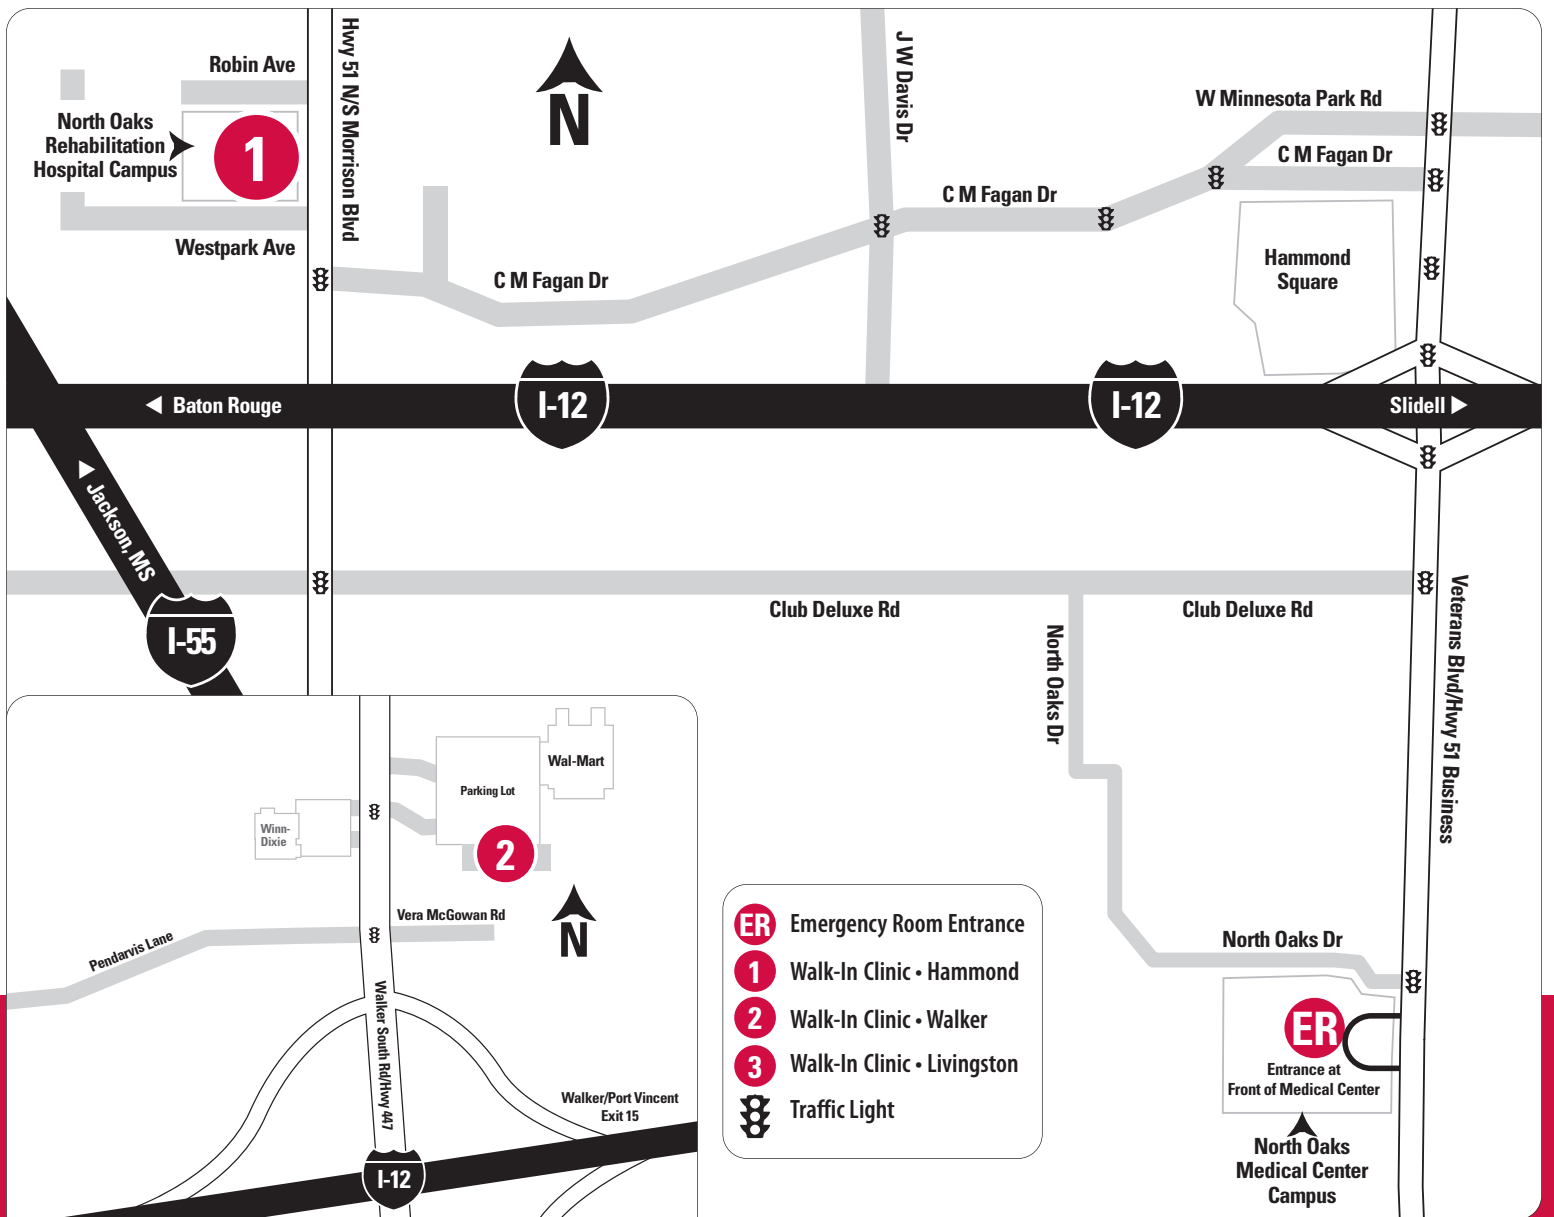 Robin Ave
Hwy 51 N/S Morrison Blvd
N
J W Davis Dr
W Minnesota Park Rd
North Oaks
Rehabilitation
Hospital Campus
1
C M Fagan Dr
C M Fagan Dr
Westpark Ave
C M Fagan Dr
Hammond
Square
Baton Rouge
I-12
I-12
Slidell
Jackson, MS
I-55
Club Deluxe Rd
Club Deluxe Rd
North Oaks Dr
Veterans Blvd/Hwy 51 Business
Wal-Mart
Parking Lot
Winn-
Dixie
2
Vera McGowan Rd
N
Pendarvis Lane
Walker South Rd/Hwy 447
Walker/Port Vincent
Exit 15
I-12
ER Emergency Room Entrance
1 Walk-In Clinic • Hammond
2 Walk-In Clinic • Walker
3 Walk-In Clinic • Livingston
Traffic Light
North Oaks Dr
ER
Entrance at
Front of Medical Center
North Oaks
Medical Center
Campus